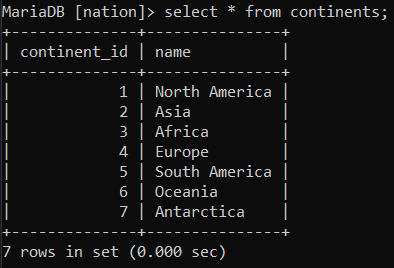 MariaDB [nation]> select * from continents;
+--------------+---------------+
| continent_id | name          |
+--------------+---------------+
|            1 | North America |
|            2 | Asia          |
|            3 | Africa        |
|            4 | Europe        |
|            5 | South America |
|            6 | Oceania       |
|            7 | Antarctica    |
+--------------+---------------+
7 rows in set (0.000 sec)